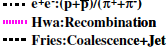 e⁺e⁻:(p+p̄)/(π⁺+π⁻)
Hwa:Recombination
Fries:Coalescence+Jet